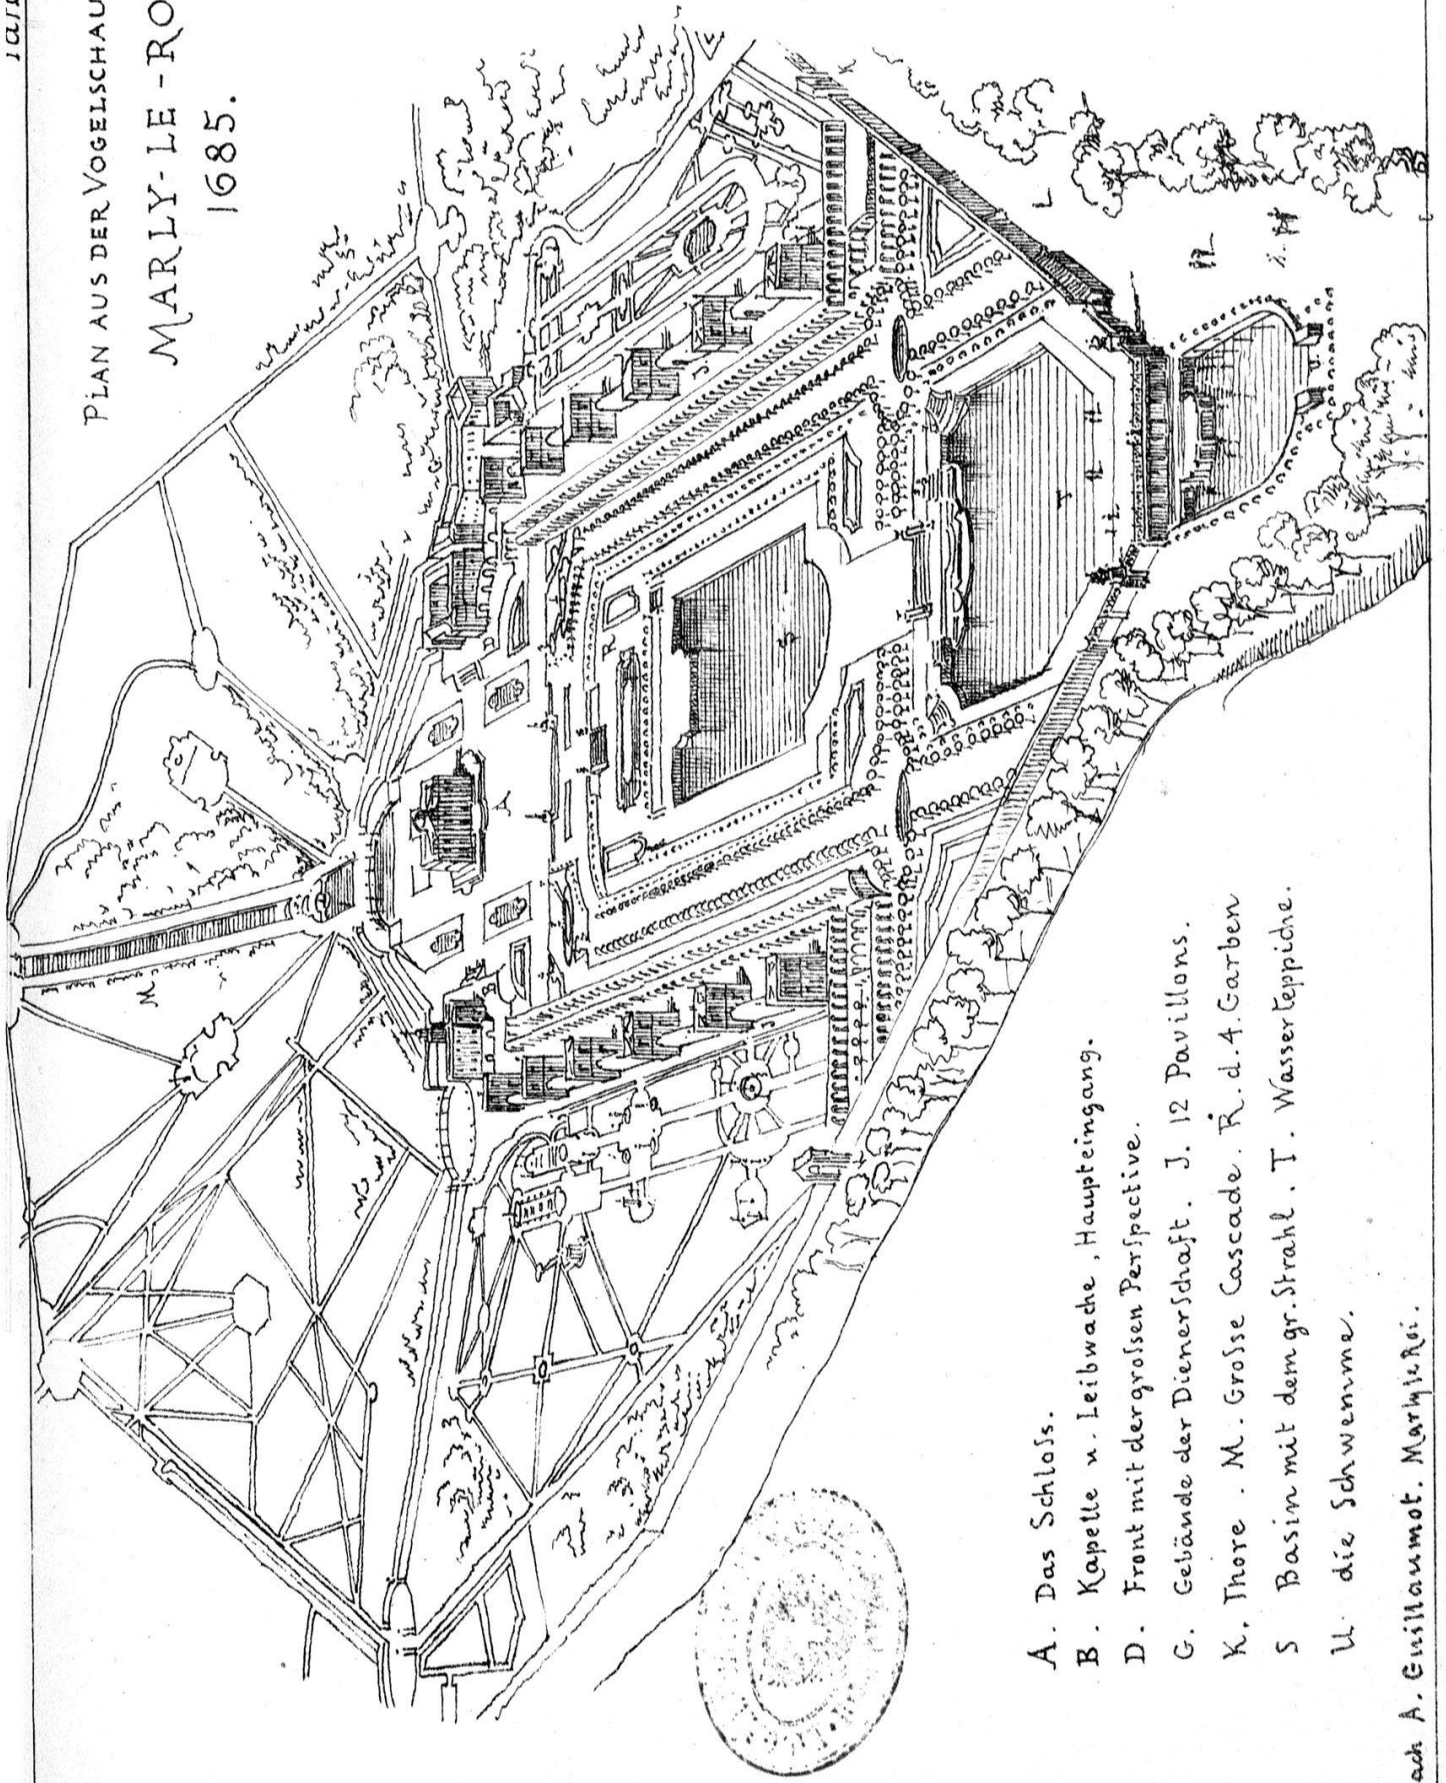 PLAN AUS DER VOGELSCHAU
MARLY-LE-RO
1685.
A. Das Schloſs.
B. Kapelle u. Leibwache, Haupteingang.
D. Front mit der groſsen Perſpective.
G. Gebäude der Dienerſchaft. J. 12 Pavillons.
K. Thore. M. Groſse Cascade. R. d. 4. Garben
S Basin mit dem gr. Strahl. T. Wasserteppiche.
U. die Schwemme.
ach A. Guillaumot. Marly le Roi.
A
B
D
J
J
K
L
M
R
S
T
U